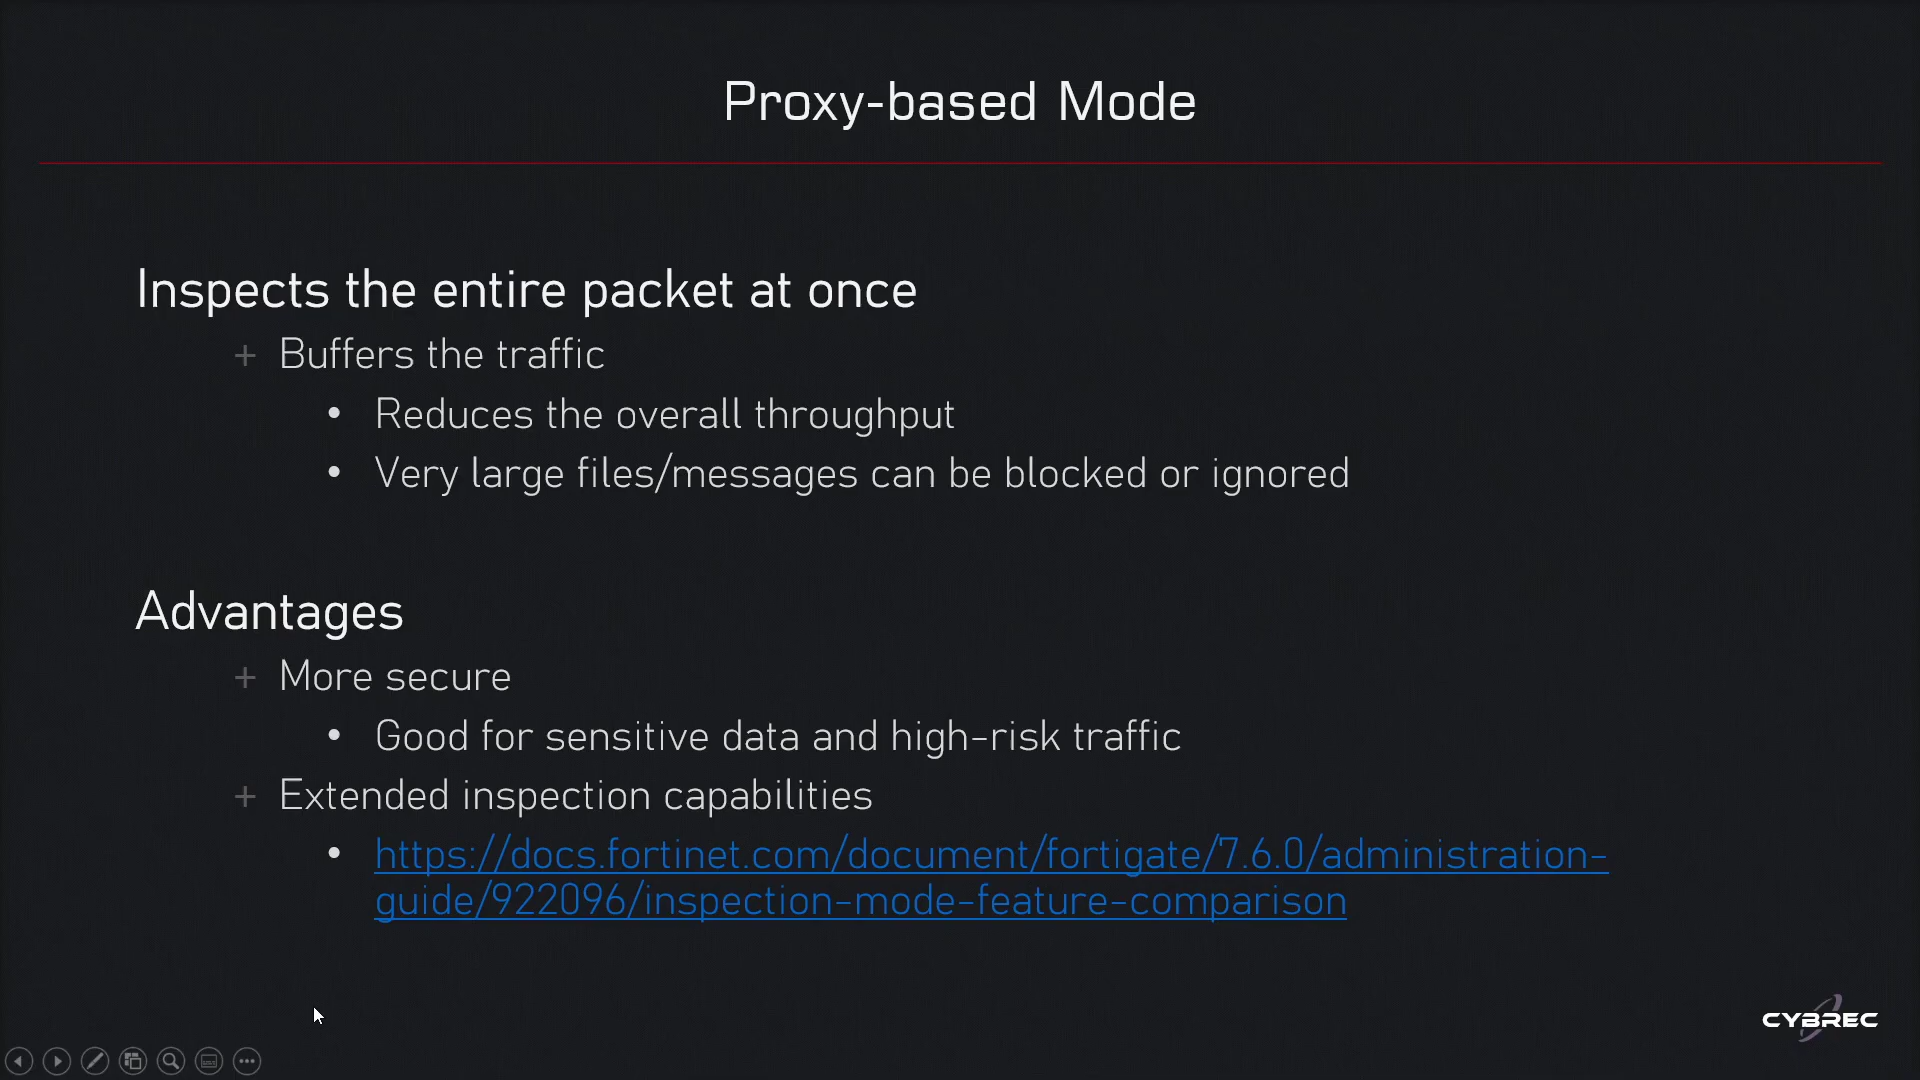 Proxy-based Mode
Inspects the entire packet at once
+ Buffers the traffic
• Reduces the overall throughput
• Very large files/messages can be blocked or ignored
Advantages
+ More secure
• Good for sensitive data and high-risk traffic
+ Extended inspection capabilities
• https://docs.fortinet.com/document/fortigate/7.6.0/administration-
guide/922096/inspection-mode-feature-comparison
CYBREC